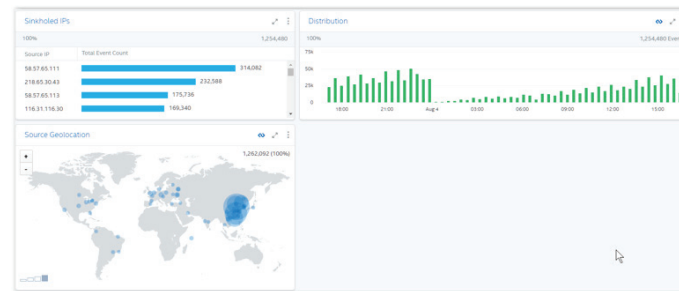 Sinkholed IPs
100%
1,254,480
Source IP
Total Event Count
58.57.65.111
314,082
218.65.30.43
232,588
58.57.65.113
175,736
116.31.116.30
169,340
Distribution
100%
1,254,480 Even
75k
50k
25k
0
18:00
21:00
Aug 4
03:00
06:00
09:00
12:00
15:00
Source Geolocation
1,262,092 (100%)
+
-